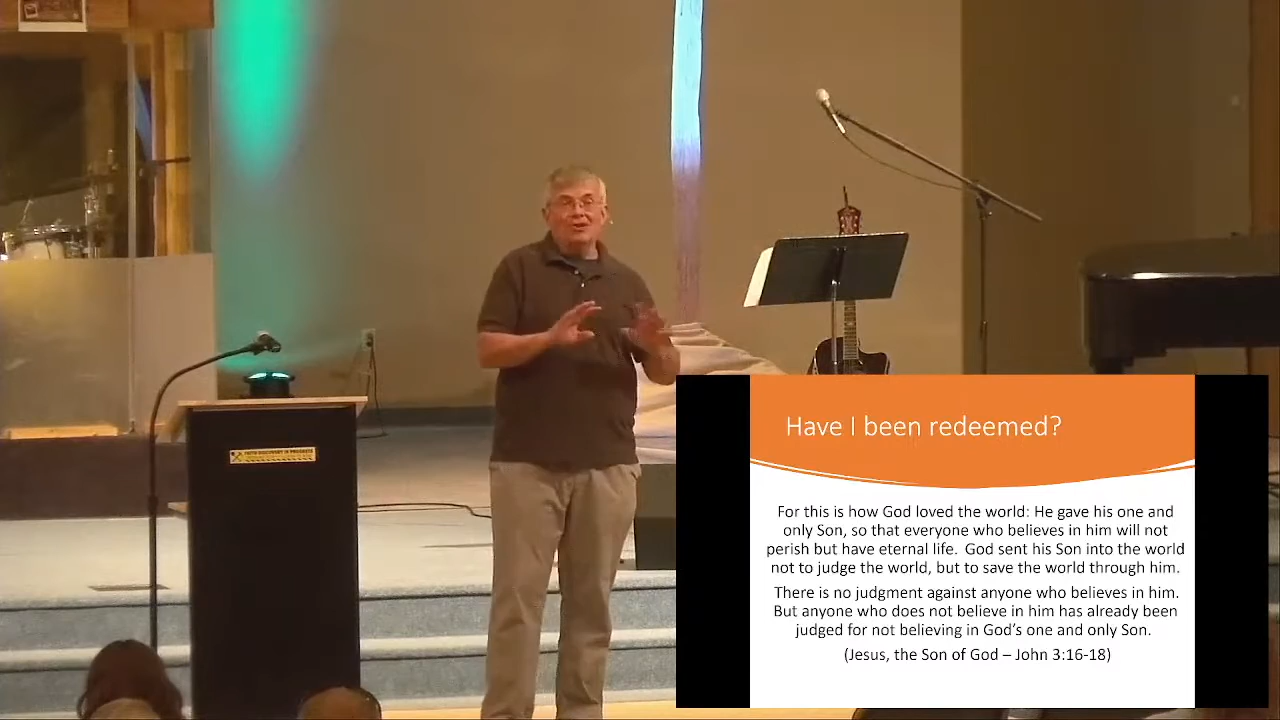 FAITH DISCOVERY IN PROGRESS
Have I been redeemed?
For this is how God loved the world: He gave his one and
only Son, so that everyone who believes in him will not
perish but have eternal life.  God sent his Son into the world
not to judge the world, but to save the world through him.
There is no judgment against anyone who believes in him.
But anyone who does not believe in him has already been
judged for not believing in God’s one and only Son.
(Jesus, the Son of God – John 3:16-18)